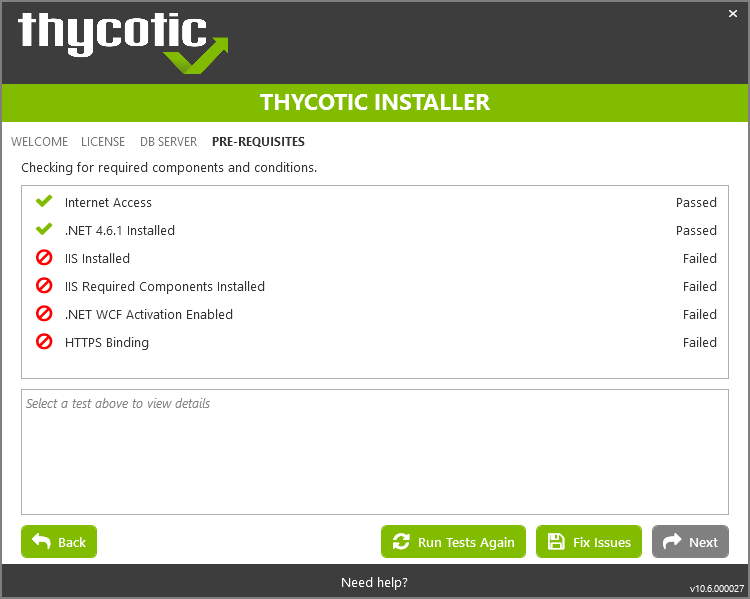 thycotic
THYCOTIC INSTALLER
WELCOME LICENSE DB SERVER PRE-REQUISITES
Checking for required components and conditions.
Internet Access Passed
.NET 4.6.1 Installed Passed
IIS Installed Failed
IIS Required Components Installed Failed
.NET WCF Activation Enabled Failed
HTTPS Binding Failed
Select a test above to view details
Back Run Tests Again Fix Issues Next
Need help?
v10.6.000027